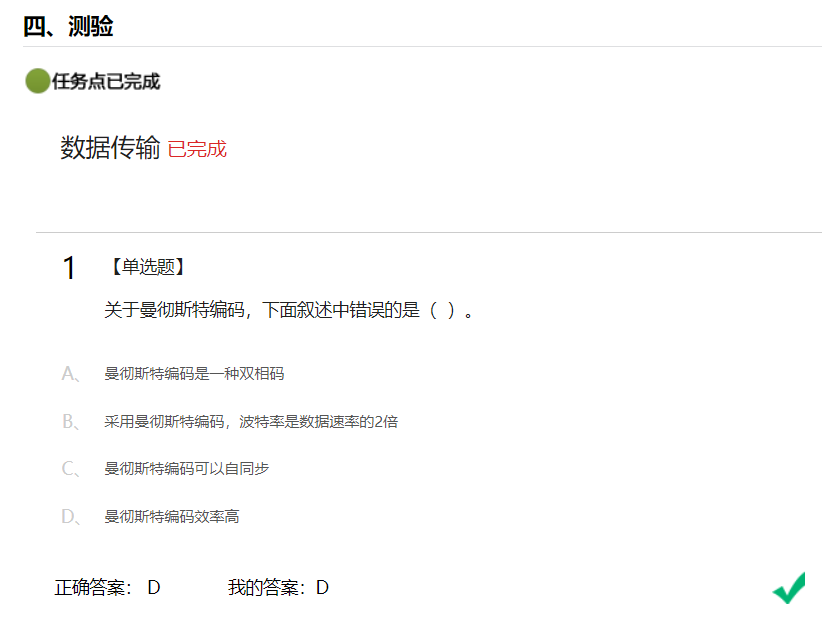 四、测验
任务点已完成
数据传输 已完成
1 【单选题】
关于曼彻斯特编码，下面叙述中错误的是（ ）。
A、 曼彻斯特编码是一种双相码
B、 采用曼彻斯特编码，波特率是数据速率的2倍
C、 曼彻斯特编码可以自同步
D、 曼彻斯特编码效率高
正确答案： D 我的答案：D